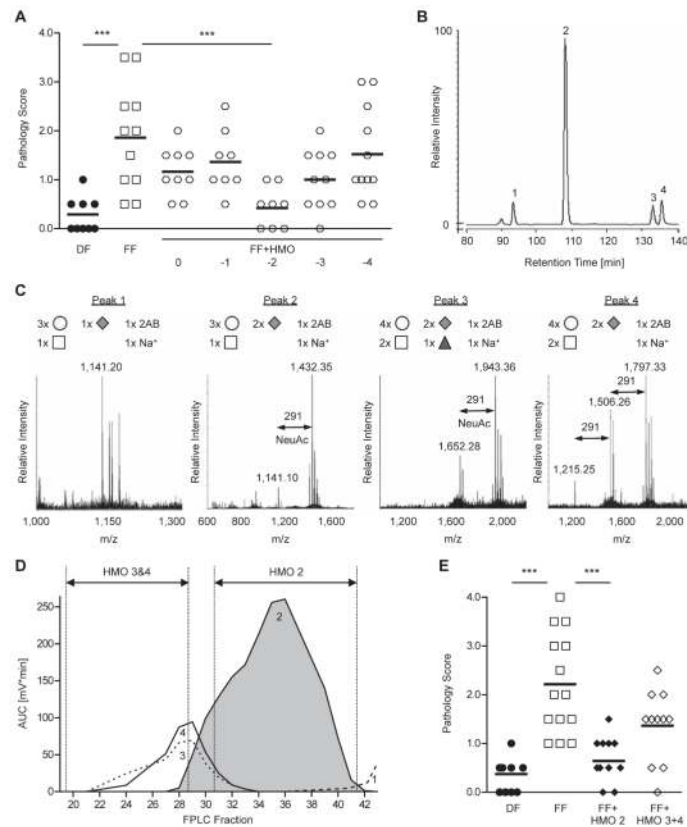 A
***
***
4.0
3.0
2.0
1.0
0.0
Pathology Score
DF
FF
FF+HMO
0
-1
-2
-3
-4
B
100
0
Relative Intensity
1
2
3
4
80
90
100
110
120
130
140
Retention Time [min]
C
Peak 1
3x
1x
1x 2AB
1x
1x Na⁺
1,141.20
Relative Intensity
1,000
1,150
1,300
m/z
Peak 2
3x
2x
1x 2AB
1x
1x Na⁺
1,432.35
291
NeuAc
1,141.10
Relative Intensity
600
1,200
1,800
m/z
Peak 3
4x
2x
1x 2AB
2x
1x
1x Na⁺
1,943.36
291
NeuAc
1,652.28
Relative Intensity
1,200
2,000
m/z
Peak 4
4x
2x
1x 2AB
2x
1x Na⁺
1,797.33
291
1,506.26
291
1,215.25
Relative Intensity
1,200
2,000
m/z
D
HMO 3&4
HMO 2
250
200
150
100
50
0
AUC [mV*min]
2
4
3
1
20
22
24
26
28
30
32
34
36
38
40
42
FPLC Fraction
E
***
***
4.0
3.0
2.0
1.0
0.0
Pathology Score
DF
FF
FF+
HMO 2
FF+
HMO 3+4